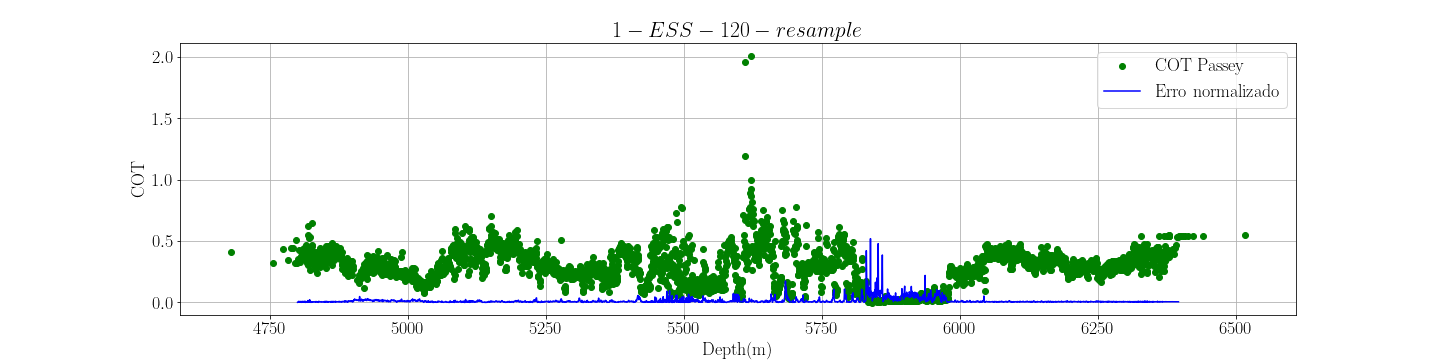 1 − ESS − 120 − resample
COT Passey
Erro normalizado
COT
2.0
1.5
1.0
0.5
0.0
4750 5000 5250 5500 5750 6000 6250 6500
Depth(m)